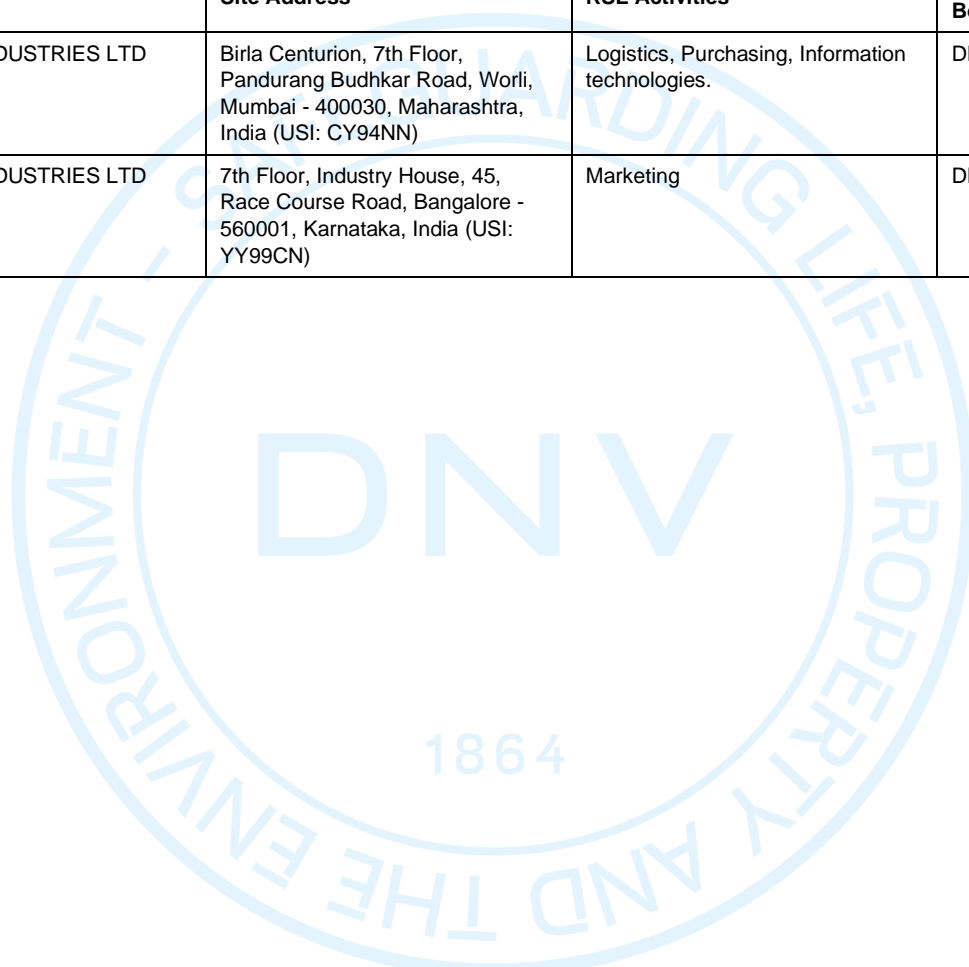 Site Address
RSL Activities
DUSTRIES LTD
Birla Centurion, 7th Floor,
Pandurang Budhkar Road, Worli,
Mumbai - 400030, Maharashtra,
India (USI: CY94NN)
Logistics, Purchasing, Information
technologies.
DUSTRIES LTD
7th Floor, Industry House, 45,
Race Course Road, Bangalore -
560001, Karnataka, India (USI:
YY99CN)
Marketing
SAFEGUARDING LIFE, PROPERTY AND THE ENVIRONMENT -
DNV
1864